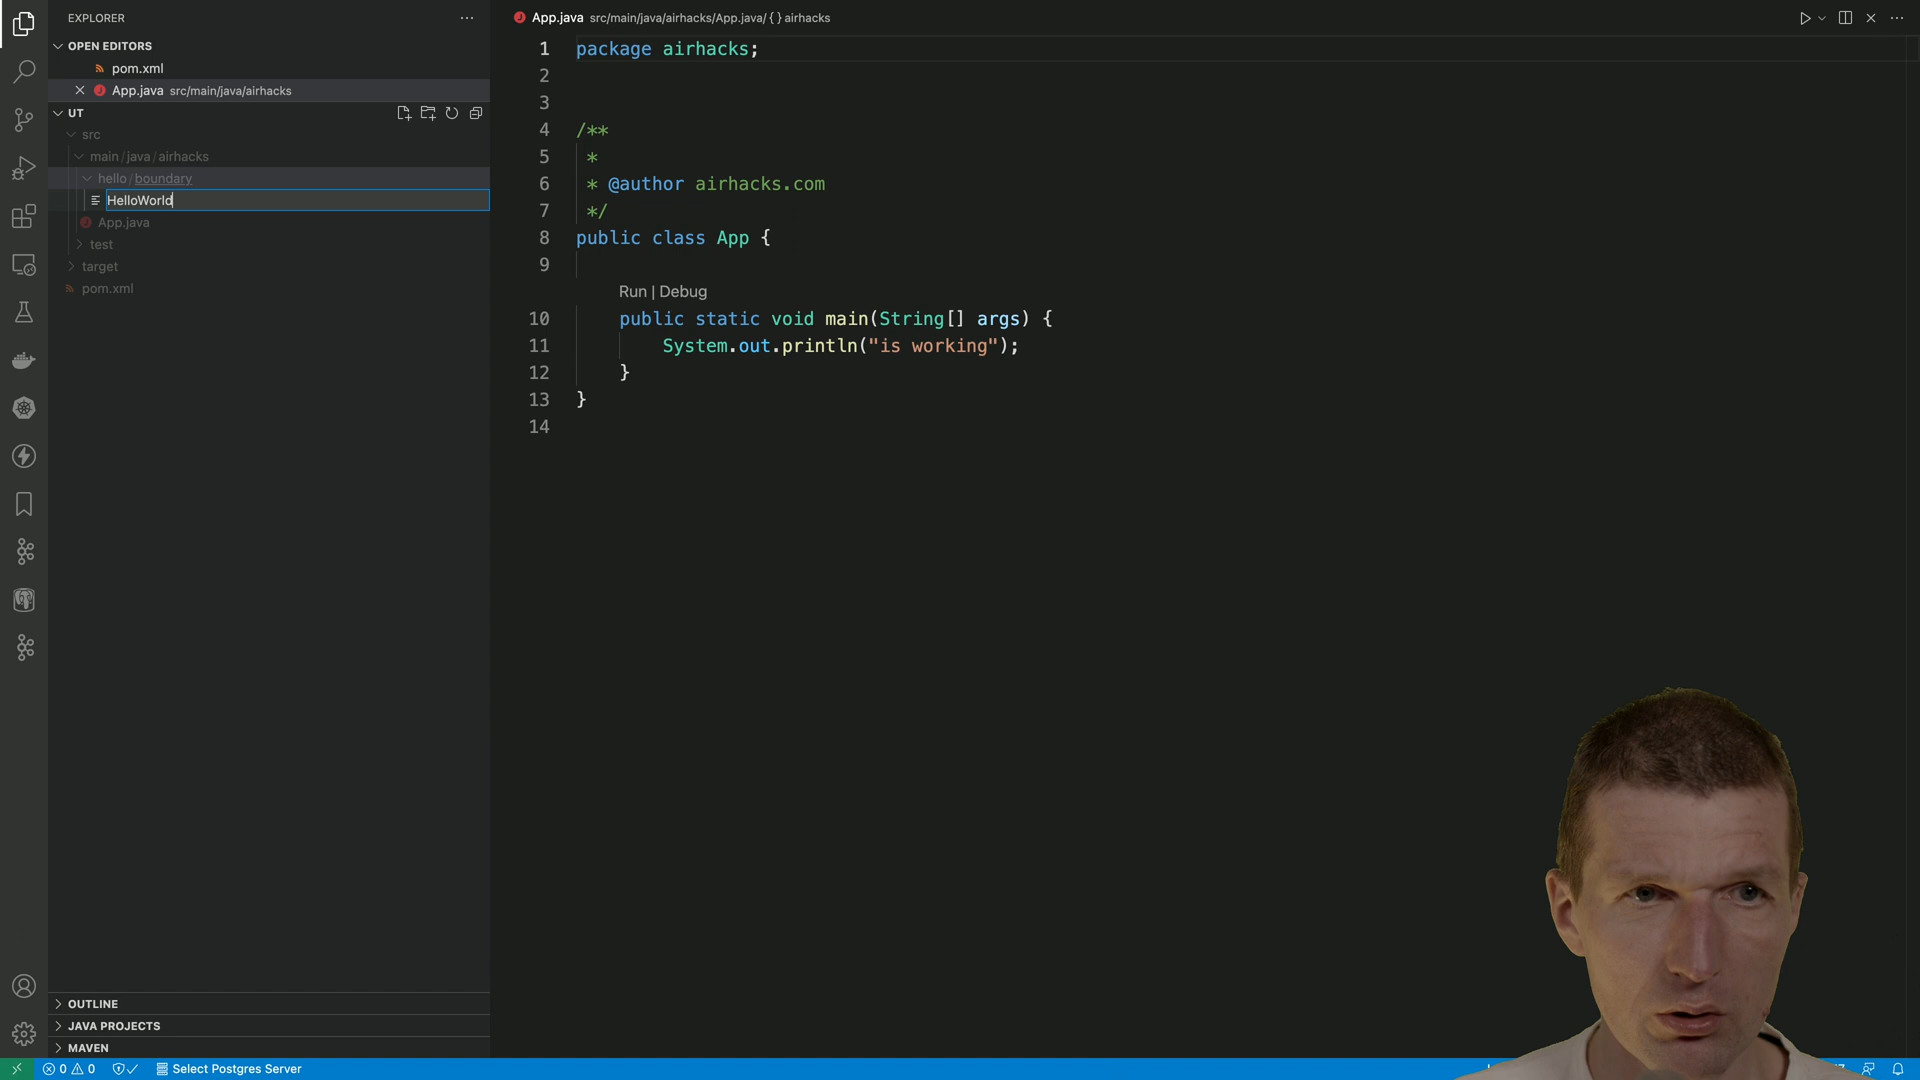 EXPLORER
OPEN EDITORS
pom.xml
App.java src/main/java/airhacks
UT
src
main / java / airhacks
hello / boundary
HelloWorld
App.java
test
target
pom.xml
OUTLINE
JAVA PROJECTS
MAVEN
0 0
Select Postgres Server
App.java src/main/java/airhacks/App.java/ { } airhacks
1 package airhacks;
2
3
4 /**
5 *
6 * @author airhacks.com
7 */
8 public class App {
9
Run | Debug
10 public static void main(String[] args) {
11 System.out.println("is working");
12 }
13 }
14